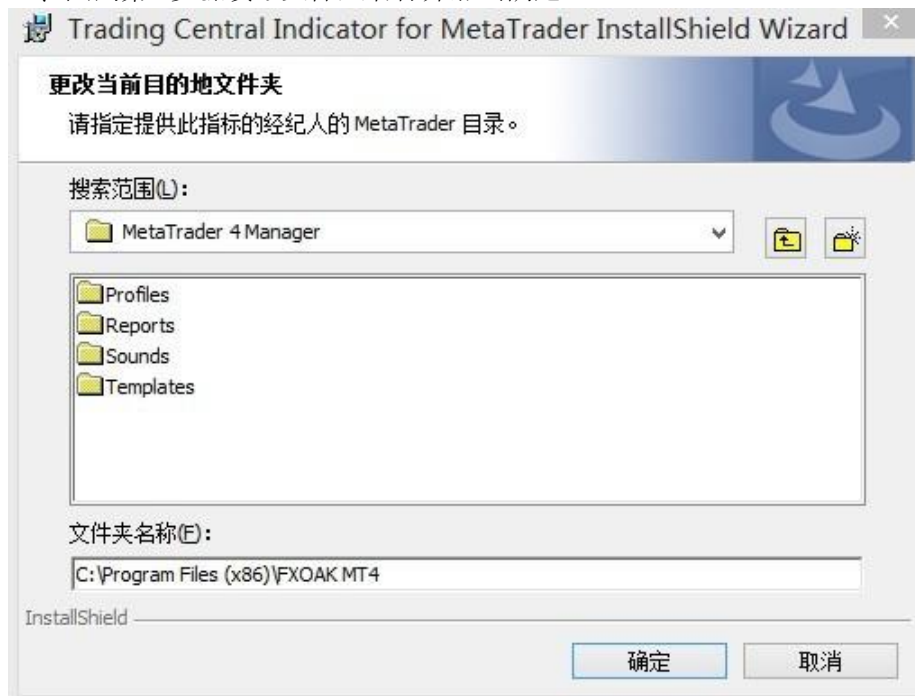 Trading Central Indicator for MetaTrader InstallShield Wizard
更改当前目的地文件夹
请指定提供此指标的经纪人的 MetaTrader 目录。
搜索范围(L):
MetaTrader 4 Manager
Profiles
Reports
Sounds
Templates
文件夹名称(F):
C:\Program Files (x86)\FXOAK MT4
InstallShield
确定 取消